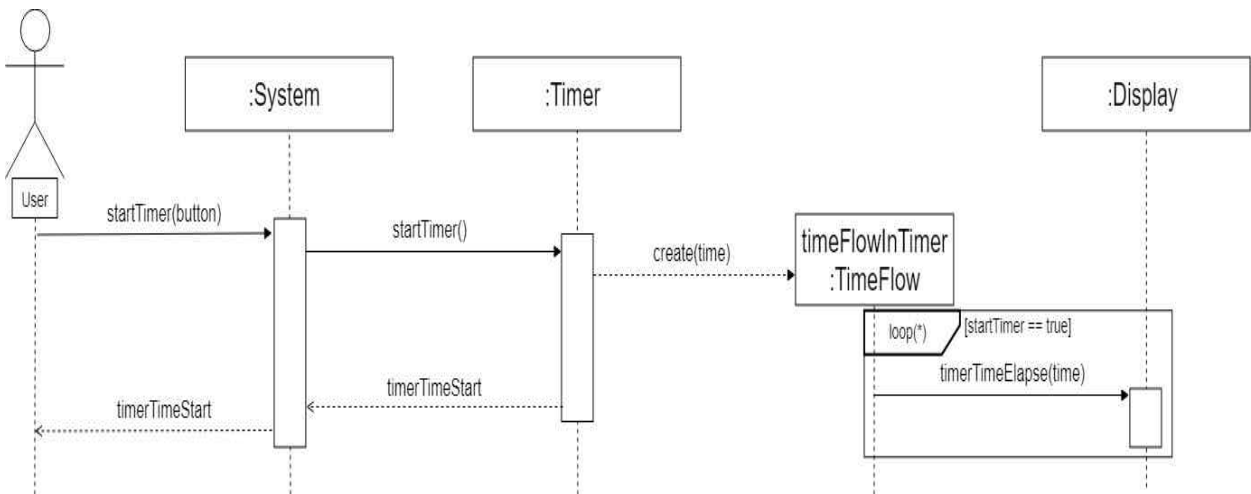 :System
:Timer
:Display
User
startTimer(button)
startTimer()
create(time)
timeFlowInTimer
:TimeFlow
loop(*)
[startTimer == true]
timerTimeElapse(time)
timerTimeStart
timerTimeStart